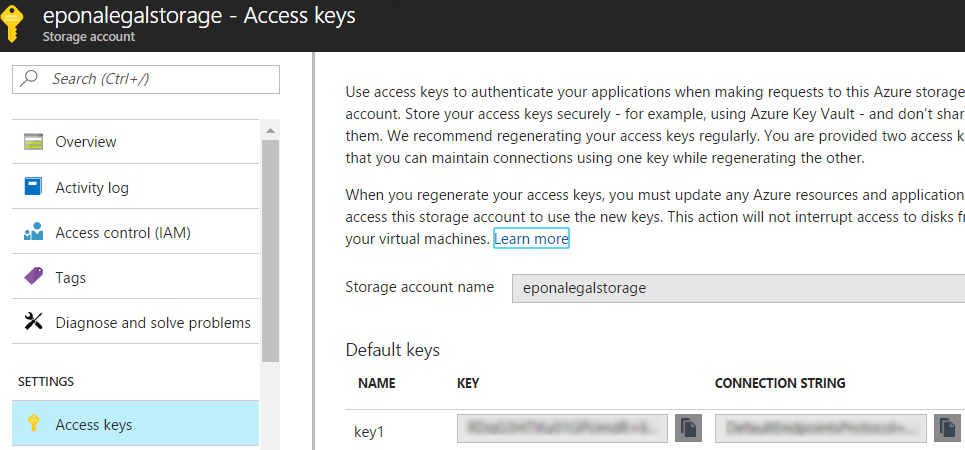 eponalegalstorage - Access keys
Storage account
Search (Ctrl+/)
Overview
Activity log
Access control (IAM)
Tags
Diagnose and solve problems
SETTINGS
Access keys
Use access keys to authenticate your applications when making requests to this Azure storage
account. Store your access keys securely - for example, using Azure Key Vault - and don't shar
them. We recommend regenerating your access keys regularly. You are provided two access k
that you can maintain connections using one key while regenerating the other.
When you regenerate your access keys, you must update any Azure resources and application
access this storage account to use the new keys. This action will not interrupt access to disks fr
your virtual machines. Learn more
Storage account name eponalegalstorage
Default keys
NAME KEY CONNECTION STRING
key1